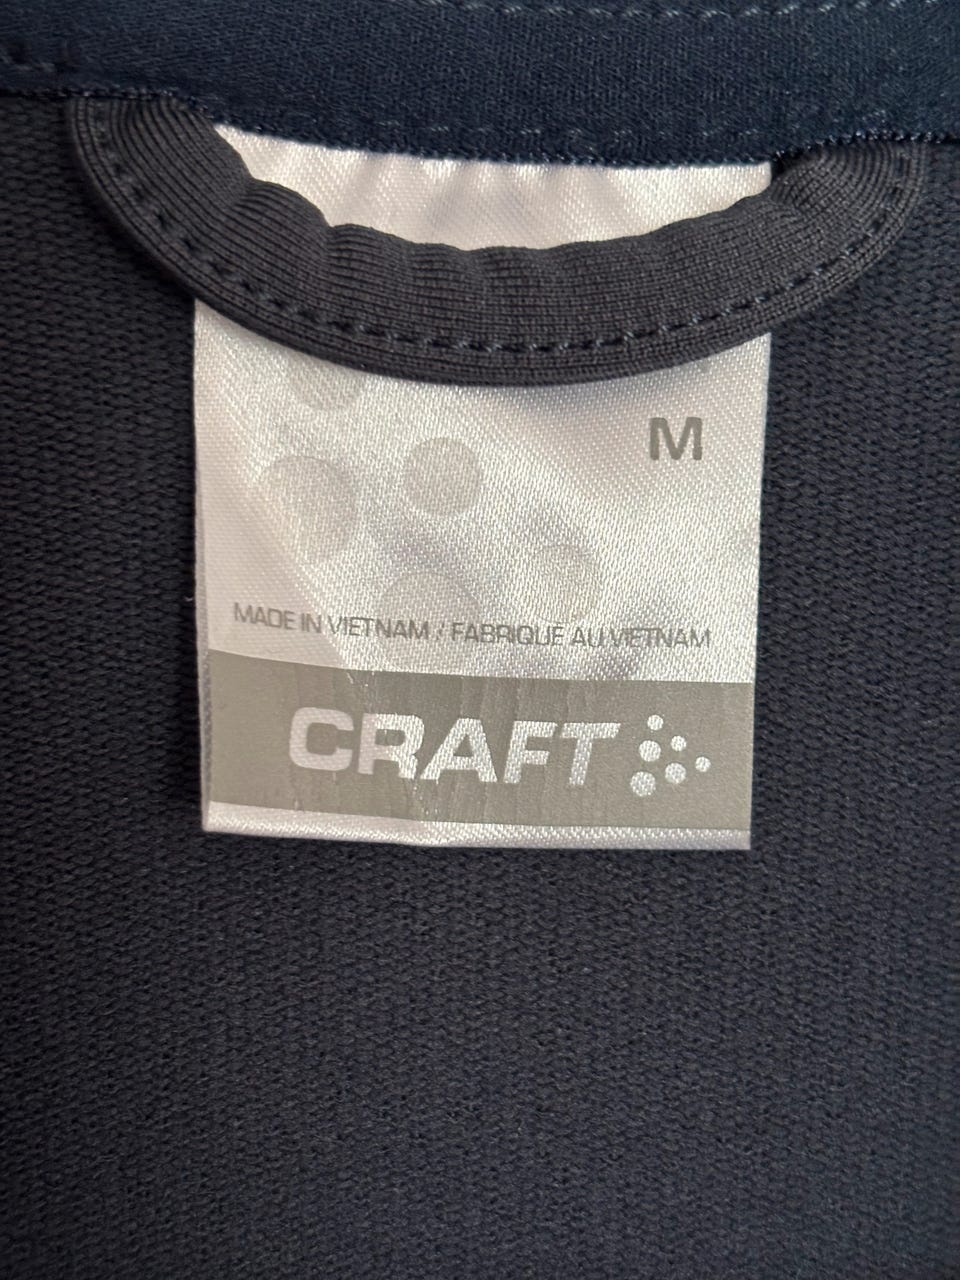 M
MADE IN VIETNAM / FABRIQUE AU VIETNAM
CRAFT